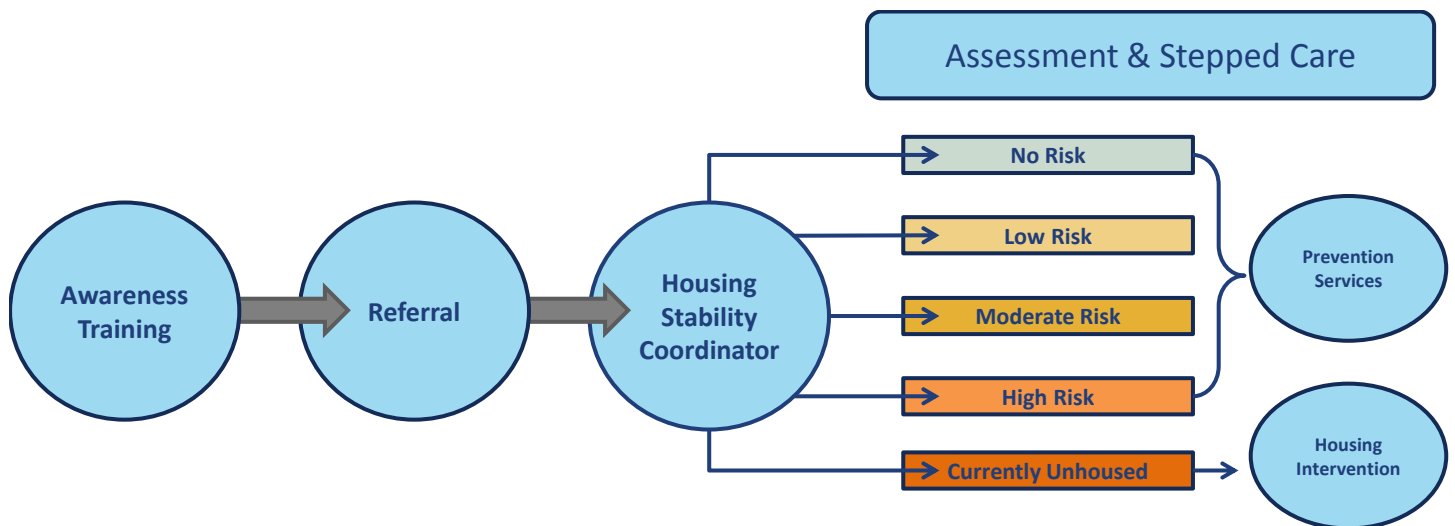 Assessment & Stepped Care
Awareness
Training
Referral
Housing
Stability
Coordinator
No Risk
Low Risk
Moderate Risk
High Risk
Currently Unhoused
Prevention
Services
Housing
Intervention